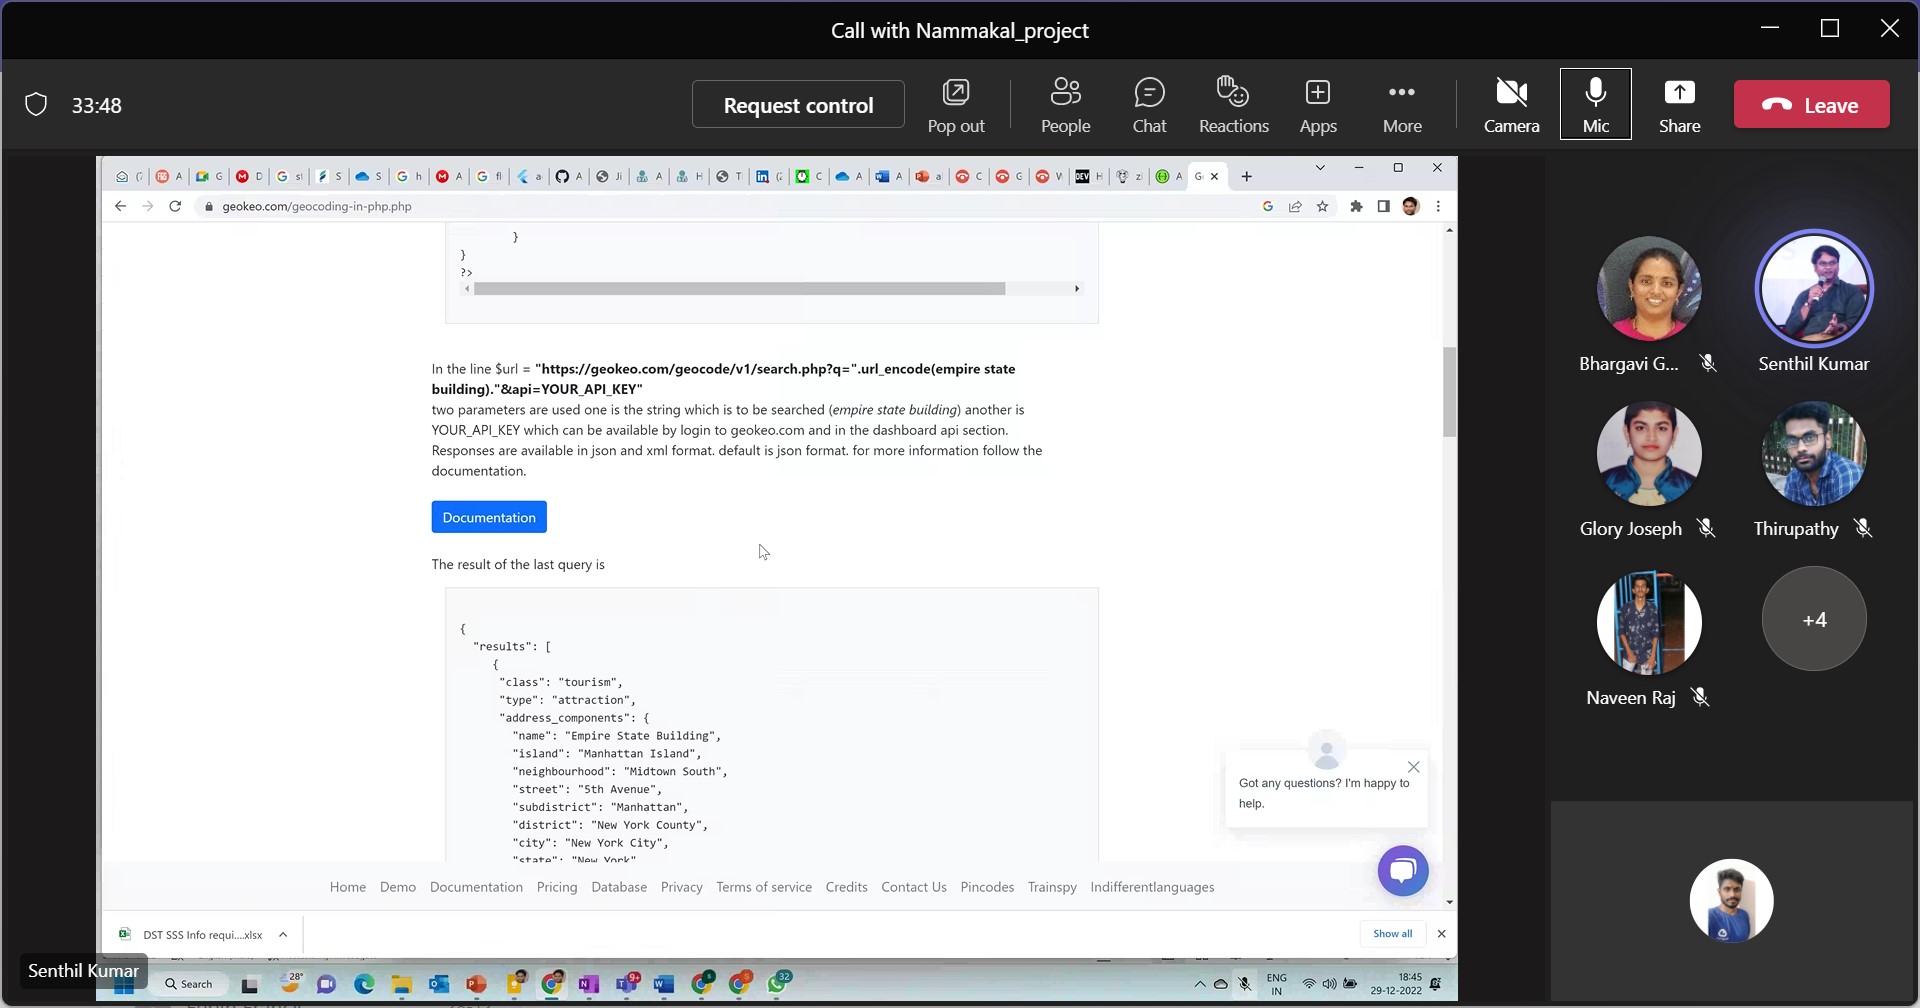 Call with Nammakal_project
33:48
Request control
Pop out
People
Chat
Reactions
Apps
More
Camera
Mic
Share
Leave
geokeo.com/geocoding-in-php.php
}
}
?>
In the line $url = "https://geokeo.com/geocode/v1/search.php?q=".url_encode(empire state
building)."&api=YOUR_API_KEY"
two parameters are used one is the string which is to be searched (empire state building) another is
YOUR_API_KEY which can be available by login to geokeo.com and in the dashboard api section.
Responses are available in json and xml format. default is json format. for more information follow the
documentation.
Documentation
The result of the last query is
{
"results": [
{
"class": "tourism",
"type": "attraction",
"address_components": {
"name": "Empire State Building",
"island": "Manhattan Island",
"neighbourhood": "Midtown South",
"street": "5th Avenue",
"subdistrict": "Manhattan",
"district": "New York County",
"city": "New York City",
"state": "New York"
Got any questions? I'm happy to
help.
Home Demo Documentation Pricing Database Privacy Terms of service Credits Contact Us Pincodes Trainspy Indifferentlanguages
DST SSS Info requi....xlsx
Show all
Senthil Kumar
Search
28°
9+
32
ENG
IN
18:45
29-12-2022
Bhargavi G...
Senthil Kumar
Glory Joseph
Thirupathy
Naveen Raj
+4